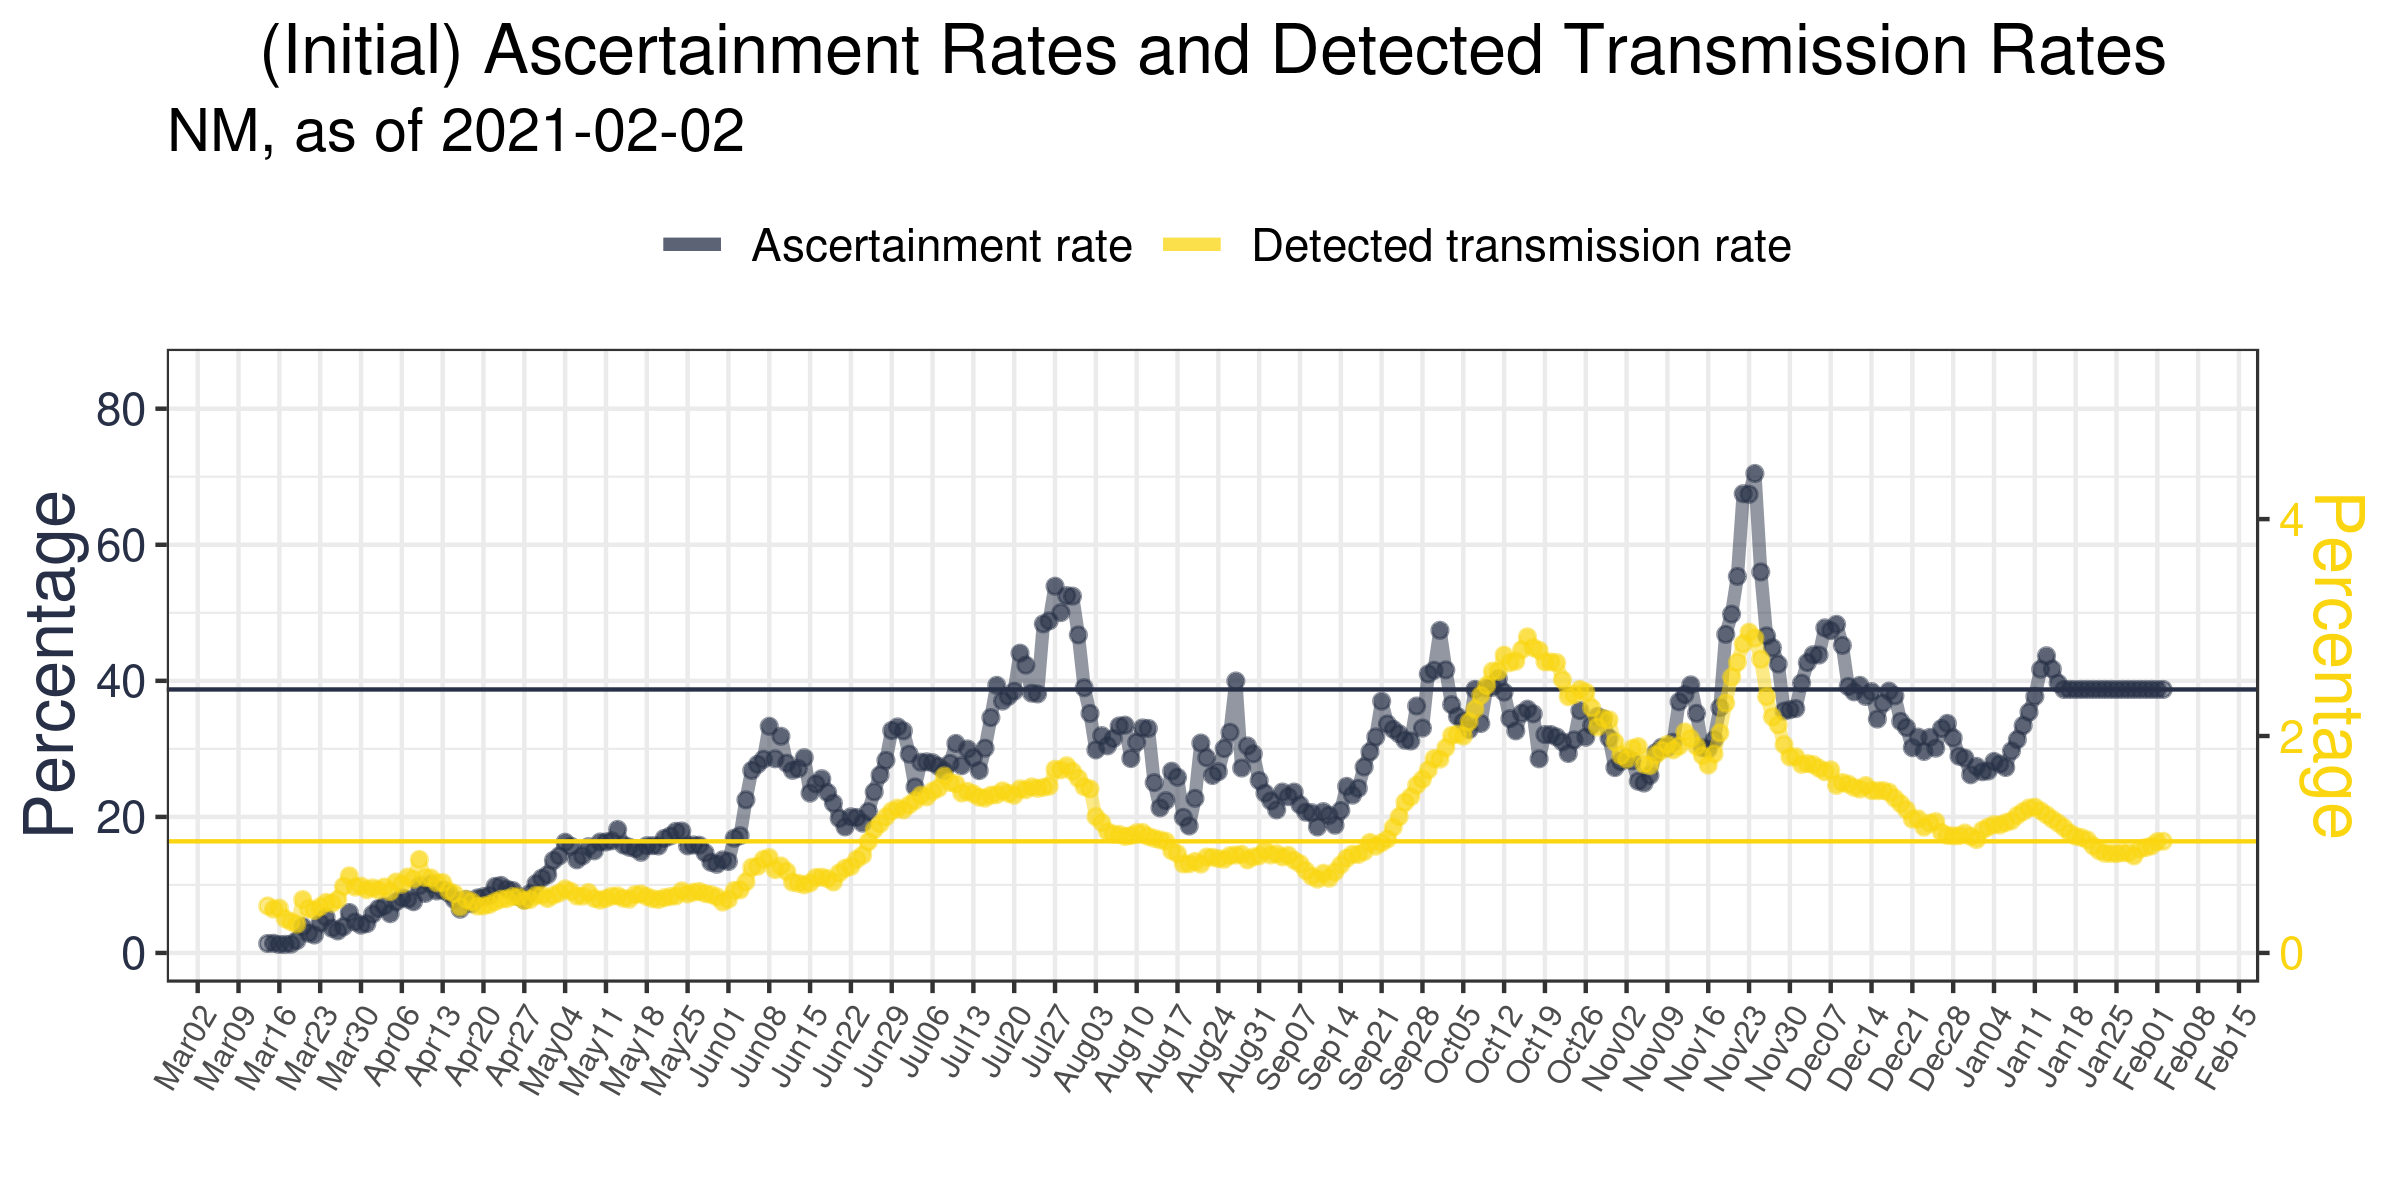 (Initial) Ascertainment Rates and Detected Transmission Rates
NM, as of 2021-02-02
Ascertainment rate
Detected transmission rate
Percentage
80
60
40
20
0
4
2
0
Percentage
Mar02
Mar09
Mar16
Mar23
Mar30
Apr06
Apr13
Apr20
Apr27
May04
May11
May18
May25
Jun01
Jun08
Jun15
Jun22
Jun29
Jul06
Jul13
Jul20
Jul27
Aug03
Aug10
Aug17
Aug24
Aug31
Sep07
Sep14
Sep21
Sep28
Oct05
Oct12
Oct19
Oct26
Nov02
Nov09
Nov16
Nov23
Nov30
Dec07
Dec14
Dec21
Dec28
Jan04
Jan11
Jan18
Jan25
Feb01
Feb08
Feb15